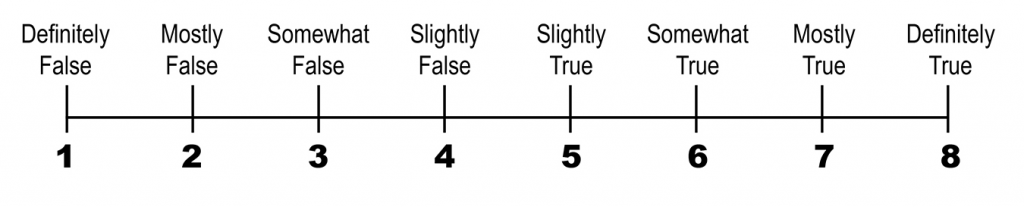 Definitely Mostly Somewhat Slightly Slightly Somewhat Mostly Definitely
False False False False True True True True
1 2 3 4 5 6 7 8